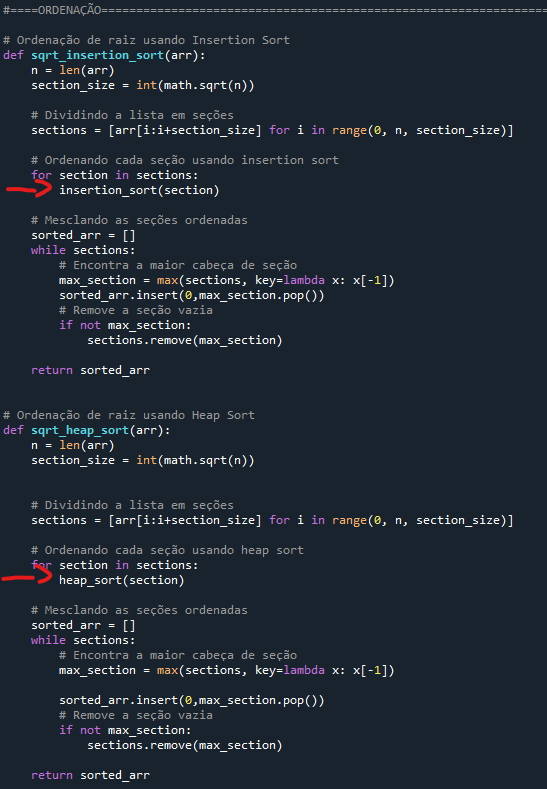 #====ORDENAÇÃO================================================================
# Ordenação de raiz usando Insertion Sort
def sqrt_insertion_sort(arr):
    n = len(arr)
    section_size = int(math.sqrt(n))
    # Dividindo a lista em seções
    sections = [arr[i:i+section_size] for i in range(0, n, section_size)]
    # Ordenando cada seção usando insertion sort
    for section in sections:
        insertion_sort(section)
    # Mesclando as seções ordenadas
    sorted_arr = []
    while sections:
        # Encontra a maior cabeça de seção
        max_section = max(sections, key=lambda x: x[-1])
        sorted_arr.insert(0,max_section.pop())
        # Remove a seção vazia
        if not max_section:
            sections.remove(max_section)
    return sorted_arr
# Ordenação de raiz usando Heap Sort
def sqrt_heap_sort(arr):
    n = len(arr)
    section_size = int(math.sqrt(n))
    # Dividindo a lista em seções
    sections = [arr[i:i+section_size] for i in range(0, n, section_size)]
    # Ordenando cada seção usando heap sort
    for section in sections:
        heap_sort(section)
    # Mesclando as seções ordenadas
    sorted_arr = []
    while sections:
        # Encontra a maior cabeça de seção
        max_section = max(sections, key=lambda x: x[-1])
        sorted_arr.insert(0,max_section.pop())
        # Remove a seção vazia
        if not max_section:
            sections.remove(max_section)
    return sorted_arr